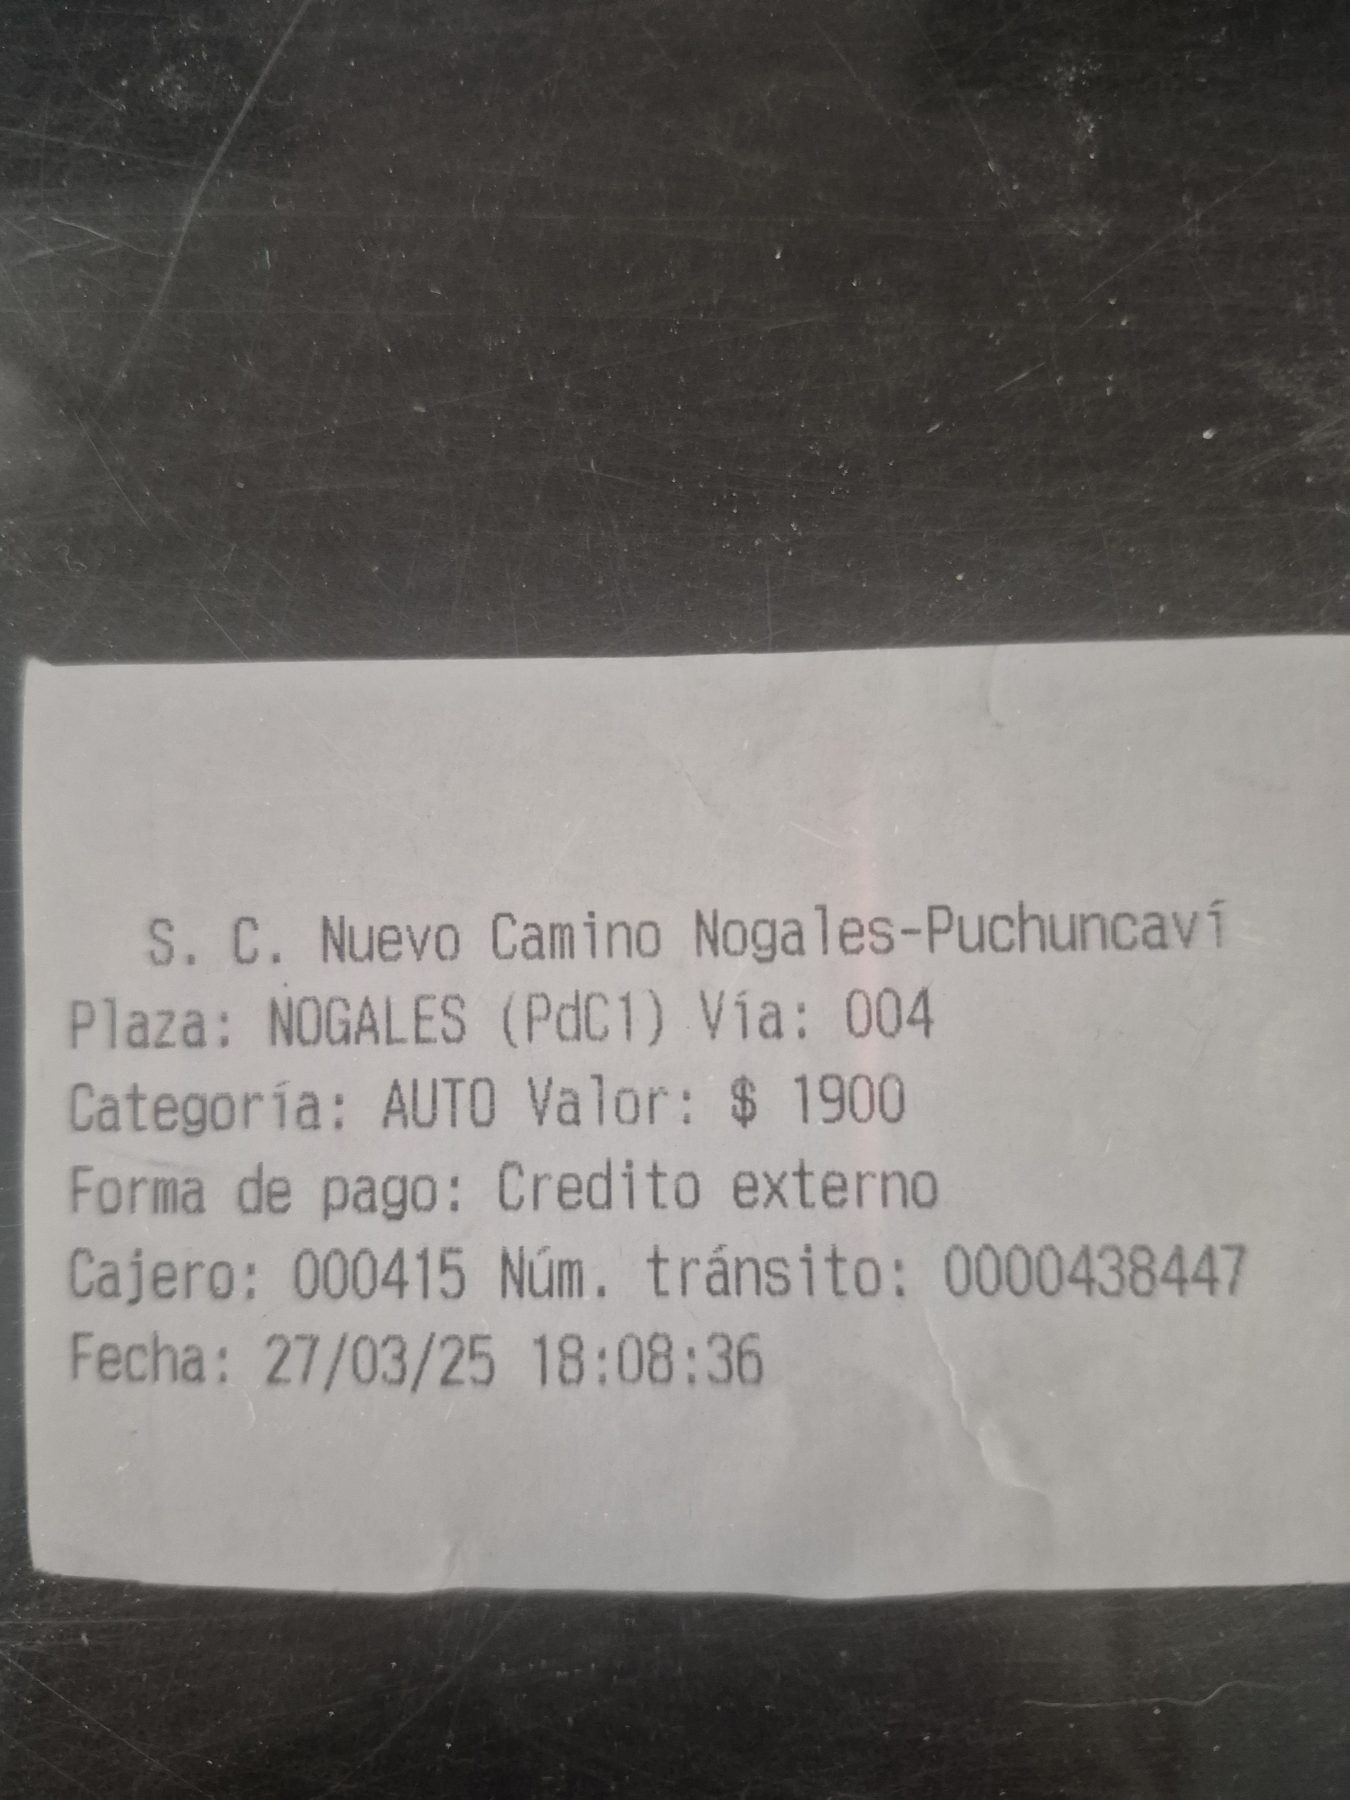 S. C. Nuevo Camino Nogales-Puchuncaví
Plaza: NOGALES (PdC1) Vía: 004
Categoría: AUTO Valor: $ 1900
Forma de pago: Credito externo
Cajero: 000415 Núm. tránsito: 0000438447
Fecha: 27/03/25 18:08:36